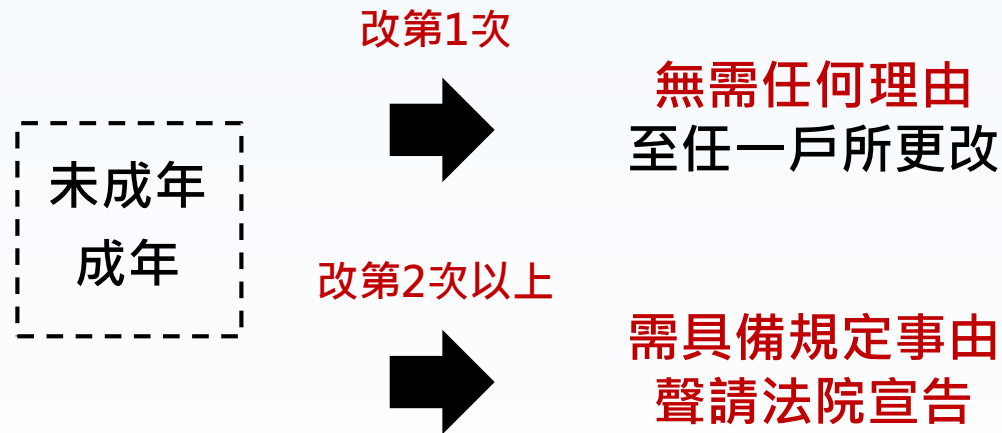 改第1次
無需任何理由
至任一戶所更改
未成年
成年
改第2次以上
需具備規定事由
聲請法院宣告